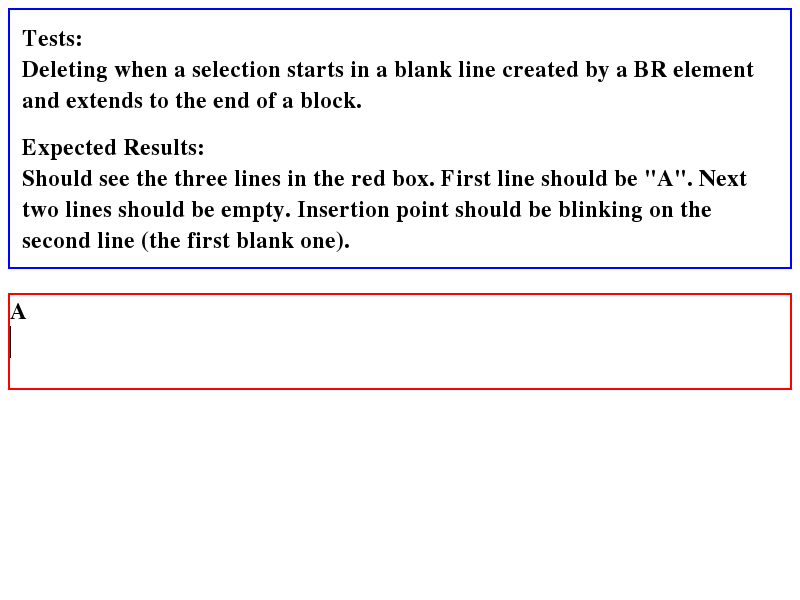 Tests:
Deleting when a selection starts in a blank line created by a BR element
and extends to the end of a block.
Expected Results:
Should see the three lines in the red box. First line should be "A". Next
two lines should be empty. Insertion point should be blinking on the
second line (the first blank one).
A